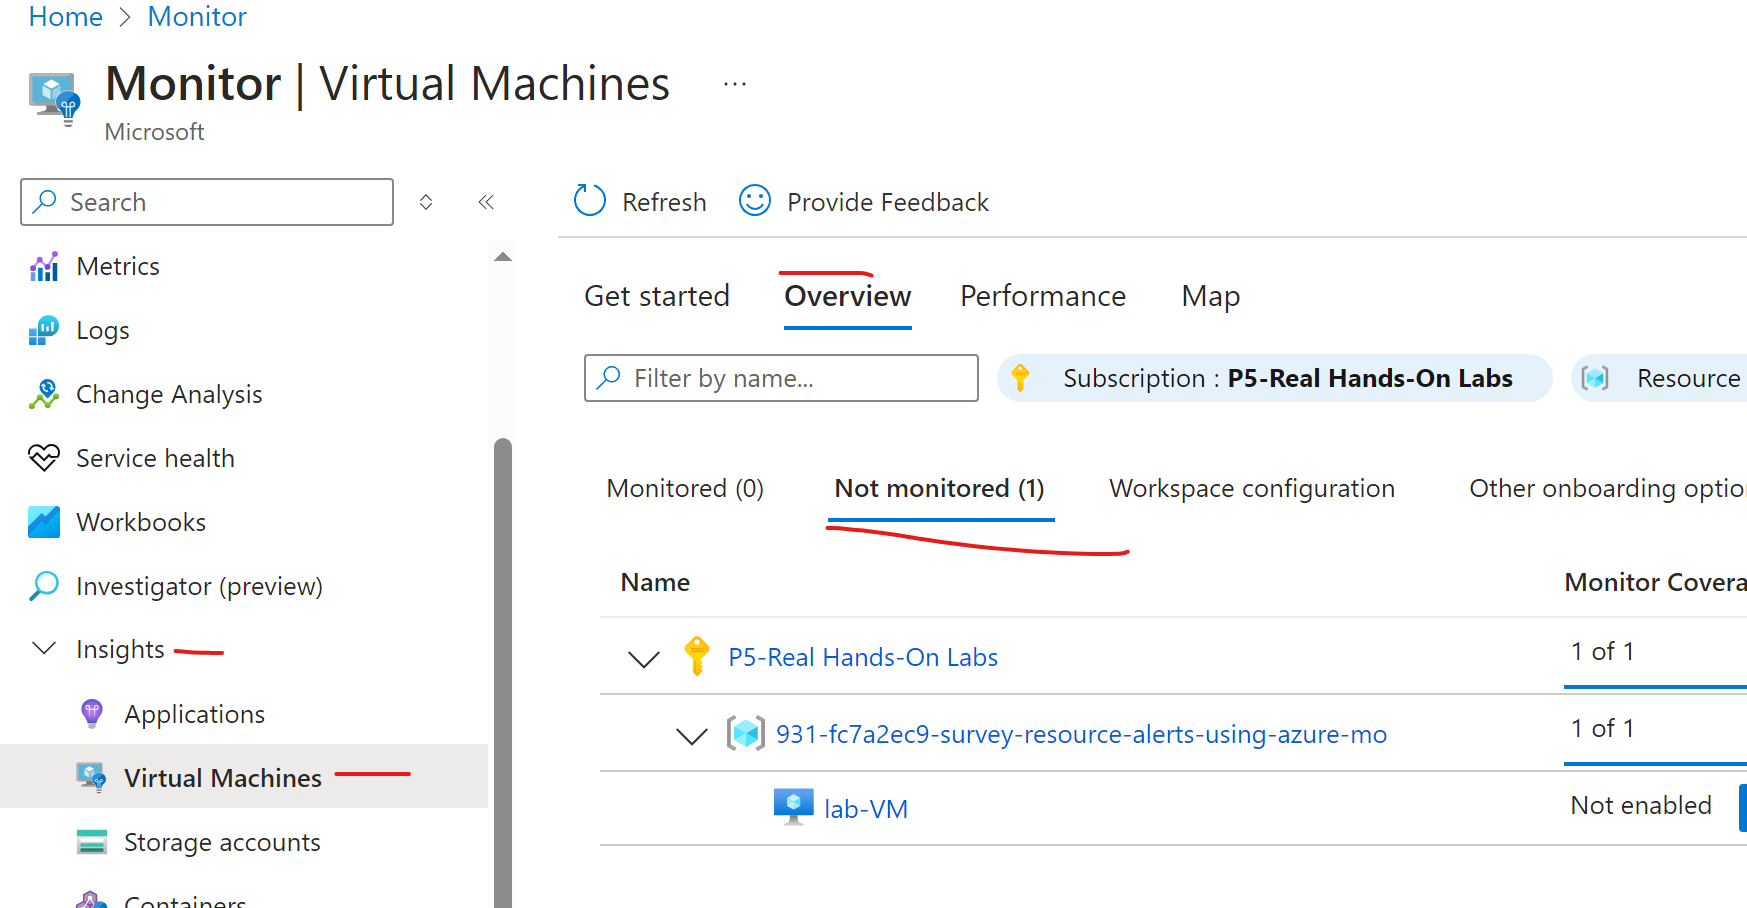 Home > Monitor
Monitor | Virtual Machines ...
Microsoft
Search
Metrics
Logs
Change Analysis
Service health
Workbooks
Investigator (preview)
Insights
Applications
Virtual Machines
Storage accounts
Containers
Refresh Provide Feedback
Get started Overview Performance Map
Filter by name... Subscription : P5-Real Hands-On Labs Resource
Monitored (0) Not monitored (1) Workspace configuration Other onboarding optio
Name Monitor Covera
P5-Real Hands-On Labs 1 of 1
931-fc7a2ec9-survey-resource-alerts-using-azure-mo 1 of 1
lab-VM Not enabled